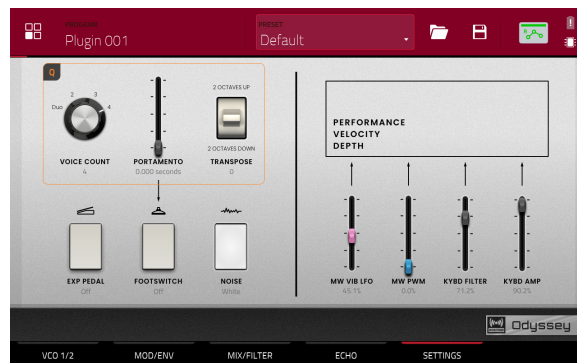 PROGRAM
Plugin 001
PRESET
Default
Q
Duo 2 3 4
VOICE COUNT
4
PORTAMENTO
0.000 seconds
2 OCTAVES UP
2 OCTAVES DOWN
TRANSPOSE
0
EXP PEDAL
Off
FOOTSWITCH
Off
NOISE
White
PERFORMANCE
VELOCITY
DEPTH
MW VIB LFO
45.1%
MW PWM
0.0%
KYBD FILTER
71.2%
KYBD AMP
90.2%
Odyssey
VCO 1/2
MOD/ENV
MIX/FILTER
ECHO
SETTINGS